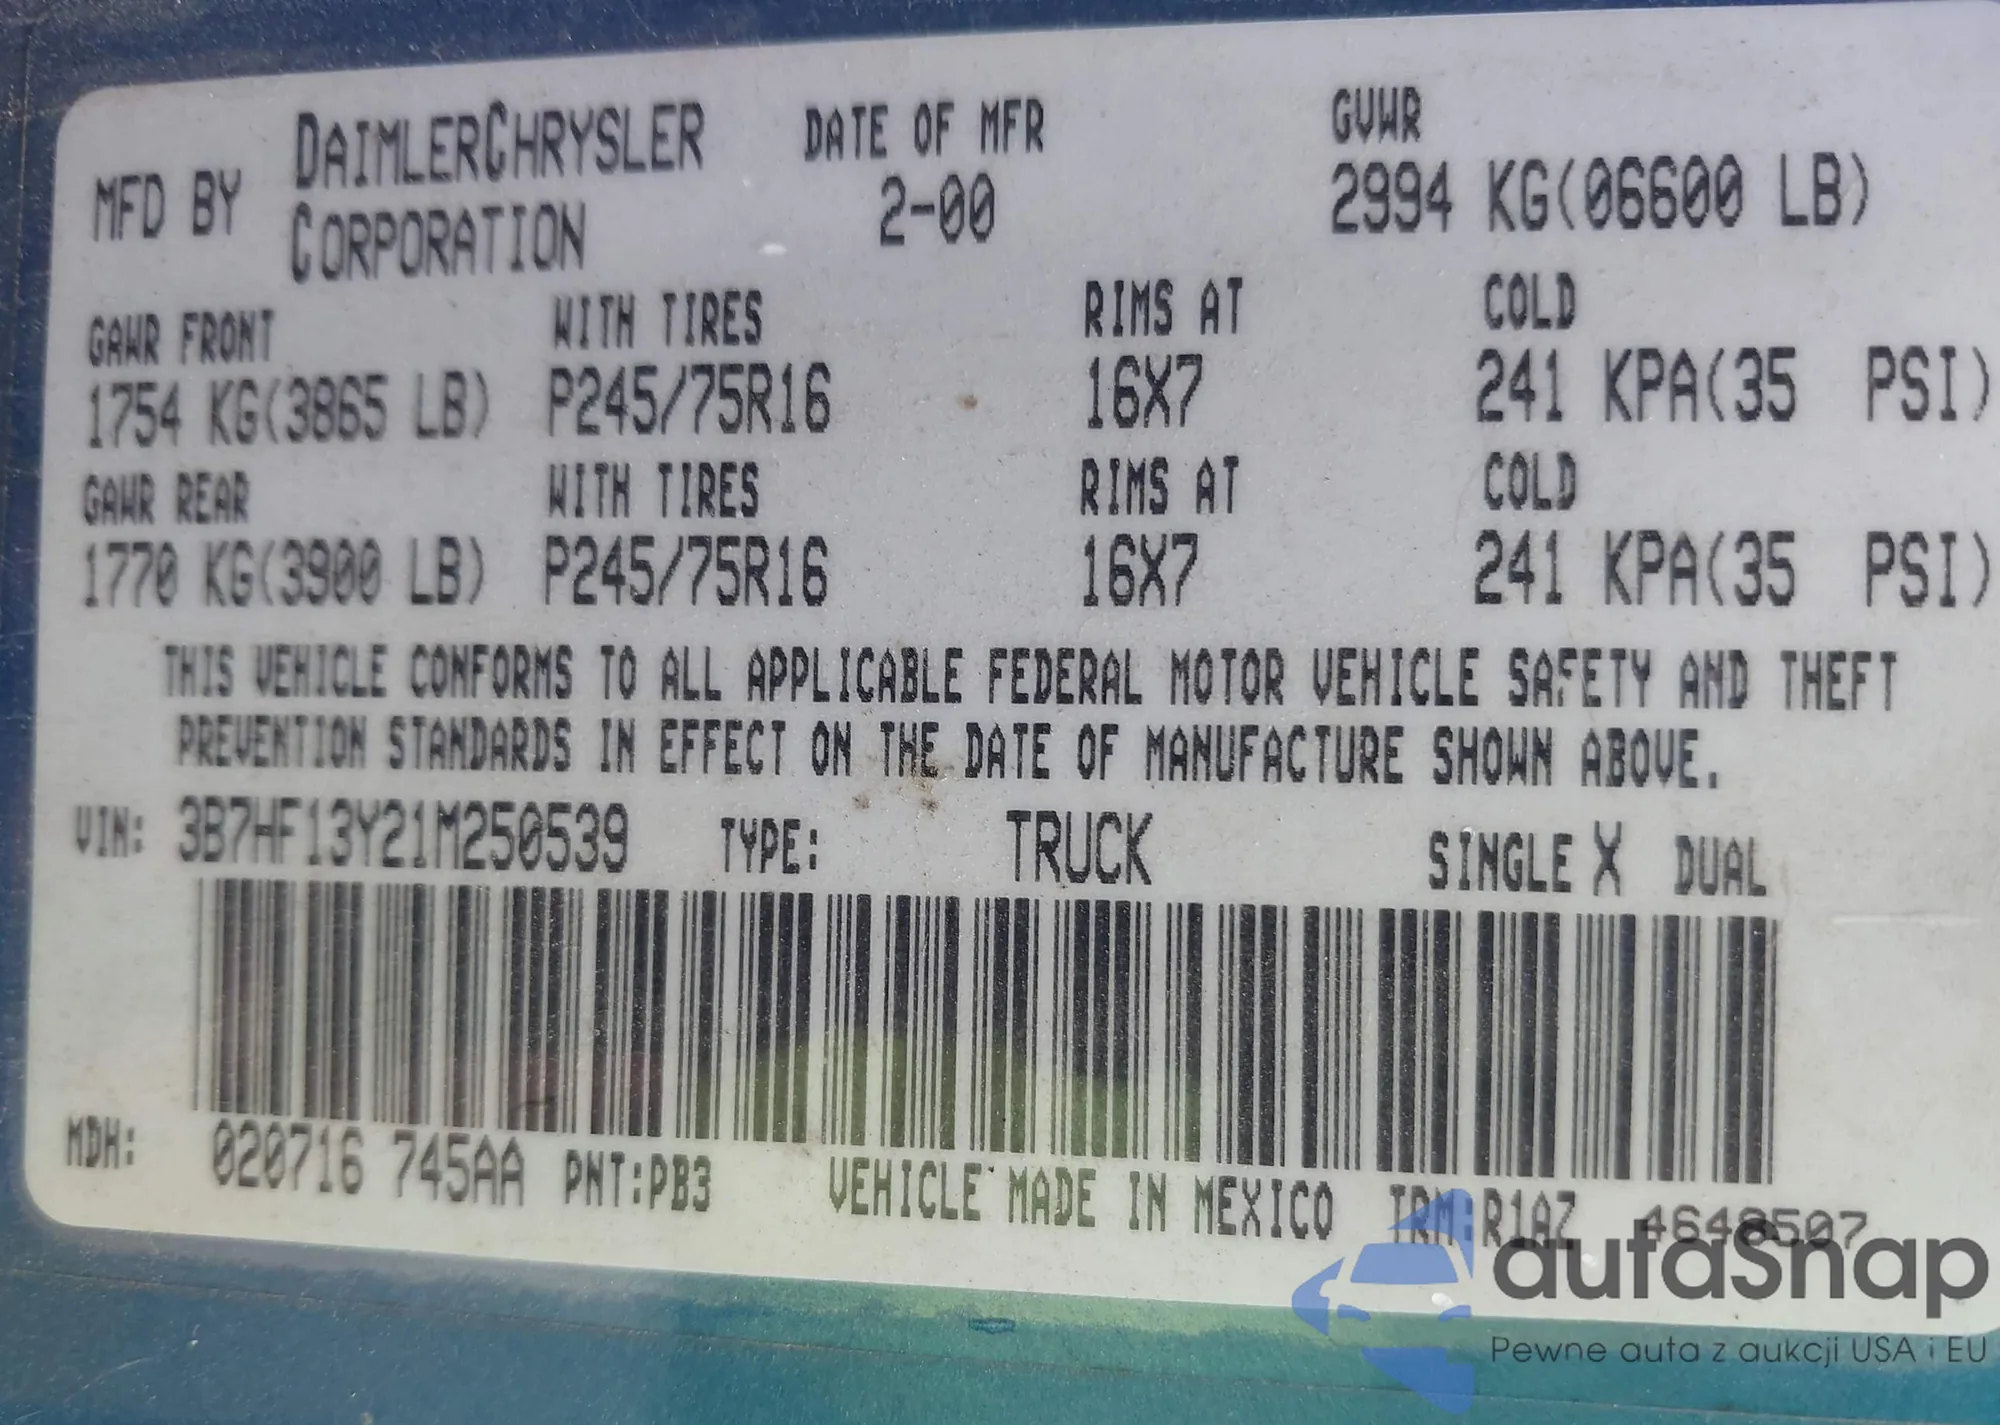 MFD BY DAIMLERCHRYSLER CORPORATION DATE OF MFR 2-00 GVWR 2994 KG(06600 LB)
GAWR FRONT WITH TIRES RIMS AT COLD
1754 KG(3865 LB) P245/75R16 16X7 241 KPA(35 PSI)
GAWR REAR WITH TIRES RIMS AT COLD
1770 KG(3900 LB) P245/75R16 16X7 241 KPA(35 PSI)
THIS VEHICLE CONFORMS TO ALL APPLICABLE FEDERAL MOTOR VEHICLE SAFETY AND THEFT
PREVENTION STANDARDS IN EFFECT ON THE DATE OF MANUFACTURE SHOWN ABOVE.
VIN: 3B7HF13Y21M250539 TYPE: TRUCK SINGLE X DUAL
MDH: 020716 745AA PNT:PB3 VEHICLE MADE IN MEXICO TRM:R1AZ 4648507
autaSnap
Pewne auta z aukcji USA i EU